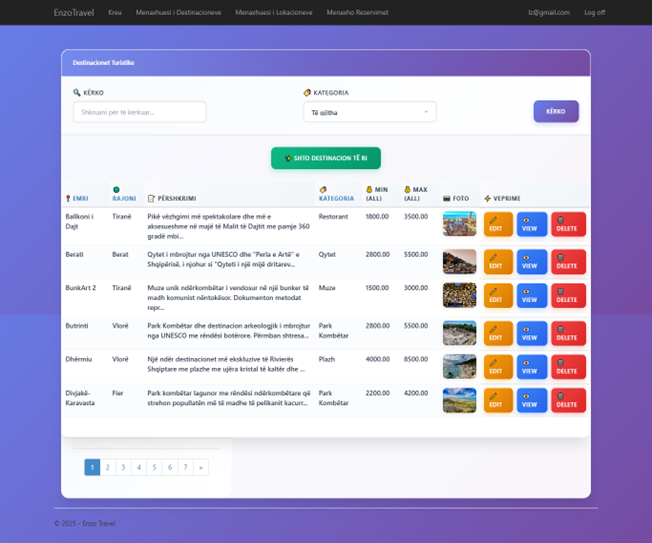 EnzoTravel Kreu Menaxhuesi i Destinacioneve Menaxhuesi i Lokacioneve Menaxho Rezervimet lz@gmail.com Log off
Destinacionet Turistike
KËRKO KATEGORIA
Shkruani për të kërkuar... Të gjitha KËRKO
SHTO DESTINACION TË RI
EMRI RAJONI PËRSHKRIMI KATEGORIA MIN (ALL) MAX (ALL) FOTO VEPRIME
Ballkoni i Tiranë Pikë vëzhgimi më spektakolare dhe më e Restorant 1800.00 3500.00
Dajt aksesueshme në majë të Malit të Dajtit me pamje 360
gradë mbi...
EDIT VIEW DELETE
Berati Berat Qytet i mbrojtur nga UNESCO dhe "Perla e Artë" e Qytet 2800.00 5500.00
Shqipërisë, i njohur si "Qyteti i një mijë dritarev...
EDIT VIEW DELETE
BunkArt 2 Tiranë Muze unik ndërkombëtar i vendosur në një bunker të Muze 1500.00 3000.00
madh komunist nëntokësor. Dokumenton metodat
repr...
EDIT VIEW DELETE
Butrinti Vlorë Park Kombëtar dhe destinacion arkeologjik i mbrojtur Park 2800.00 5500.00
nga UNESCO me rëndësi botërore. Përmban shtresa... Kombëtar
EDIT VIEW DELETE
Dhërmiu Vlorë Një ndër destinacionet më ekskluzive të Rivierës Plazh 4000.00 8500.00
Shqiptare me plazhe me ujëra kristal të kaltër dhe ...
EDIT VIEW DELETE
Divjakë- Fier Park kombëtar lagunor me rëndësi ndërkombëtare që Park 2200.00 4200.00
Karavasta strehon popullatën më të madhe të pelikanit kacurr... Kombëtar
EDIT VIEW DELETE
1 2 3 4 5 6 7 »
© 2025 - Enzo Travel